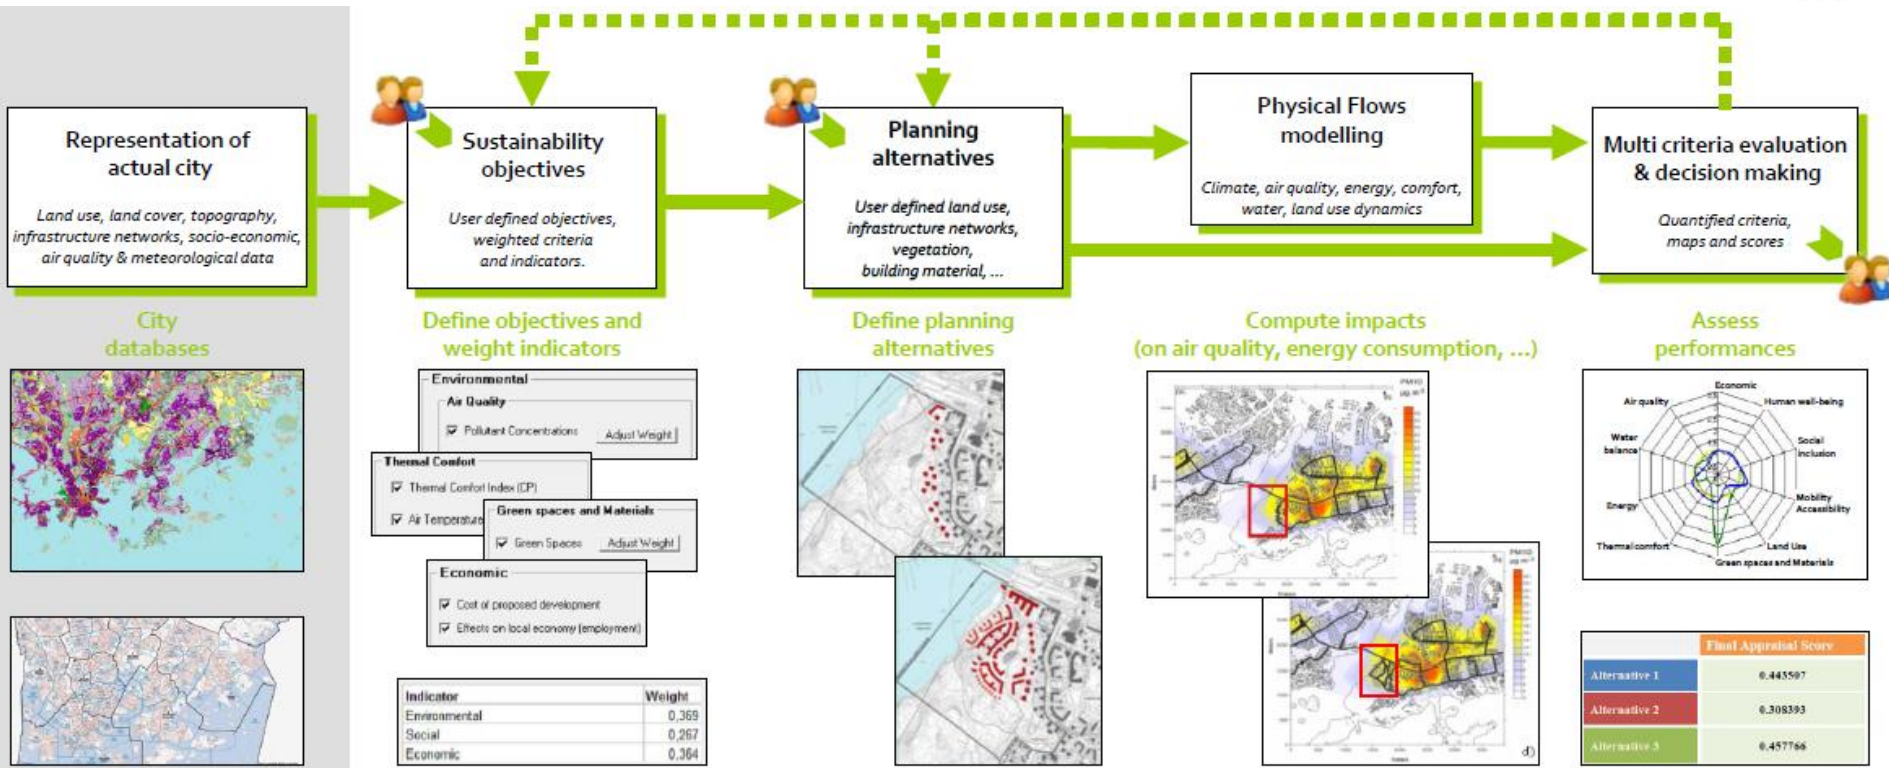 Representation of
actual city
Land use, land cover, topography,
infrastructure networks, socio-economic,
air quality & meteorological data
Sustainability
objectives
User defined objectives,
weighted criteria
and indicators.
Planning
alternatives
User defined land use,
infrastructure networks,
vegetation,
building material, ...
Physical Flows
modelling
Climate, air quality, energy, comfort,
water, land use dynamics
Multi criteria evaluation
& decision making
Quantified criteria,
maps and scores
City
databases
Define objectives and
weight indicators
Define planning
alternatives
Compute impacts
(on air quality, energy consumption, ...)
Assess
performances
Environmental
Air Quality
Pollutant Concentrations
Adjust Weight
Thermal Comfort
Thermal Comfort Index (CP)
Air Temperature
Green spaces and Materials
Green Spaces
Adjust Weight
Economic
Cost of proposed development
Effects on local economy (employment)
Indicator Weight
Environmental 0,369
Social 0,267
Economic 0,364
PM10
PM10
d)
Economic
Air quality
Human well-being
Water
balance
Social
inclusion
Energy
Mobility
Accessibility
Thermal comfort
Land Use
Green spaces and Materials
Final Appraisal Score
Alternative 1 0.443507
Alternative 2 0.308393
Alternative 3 0.457766